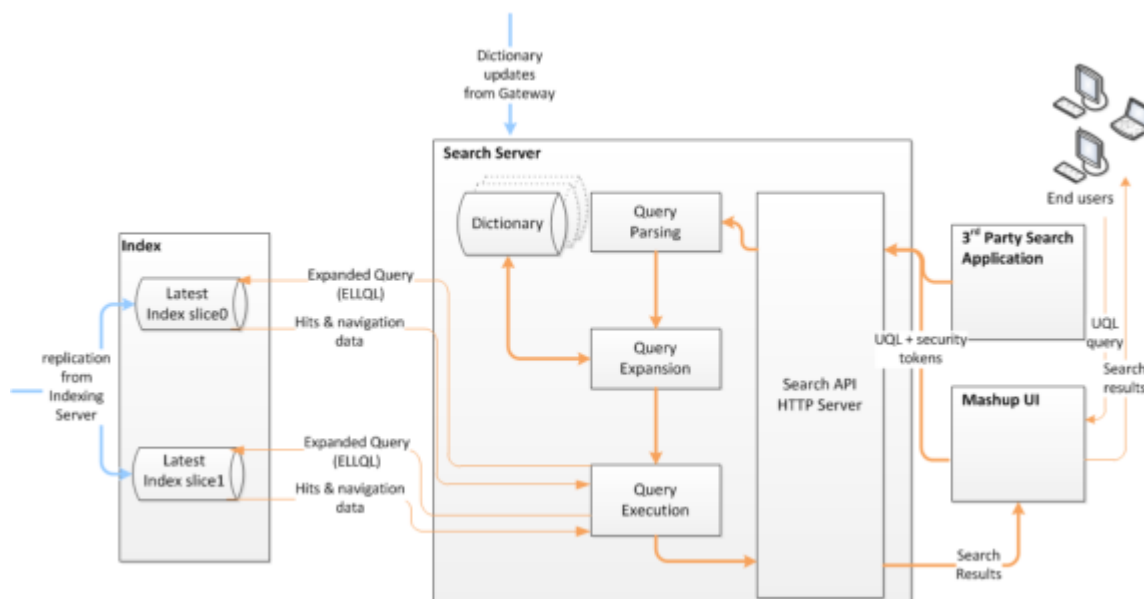 Dictionary
updates
from Gateway
Search Server
End users
Dictionary
Query
Parsing
3rd Party Search
Application
Index
Latest
Index slice0
Expanded Query
(ELLQL)
Hits & navigation
data
replication
from
Indexing
Server
Query
Expansion
Search API
HTTP Server
UQL + security
tokens
UQL
query
Search
results
Mashup UI
Latest
Index slice1
Expanded Query
(ELLQL)
Hits & navigation
data
Query
Execution
Search
Results